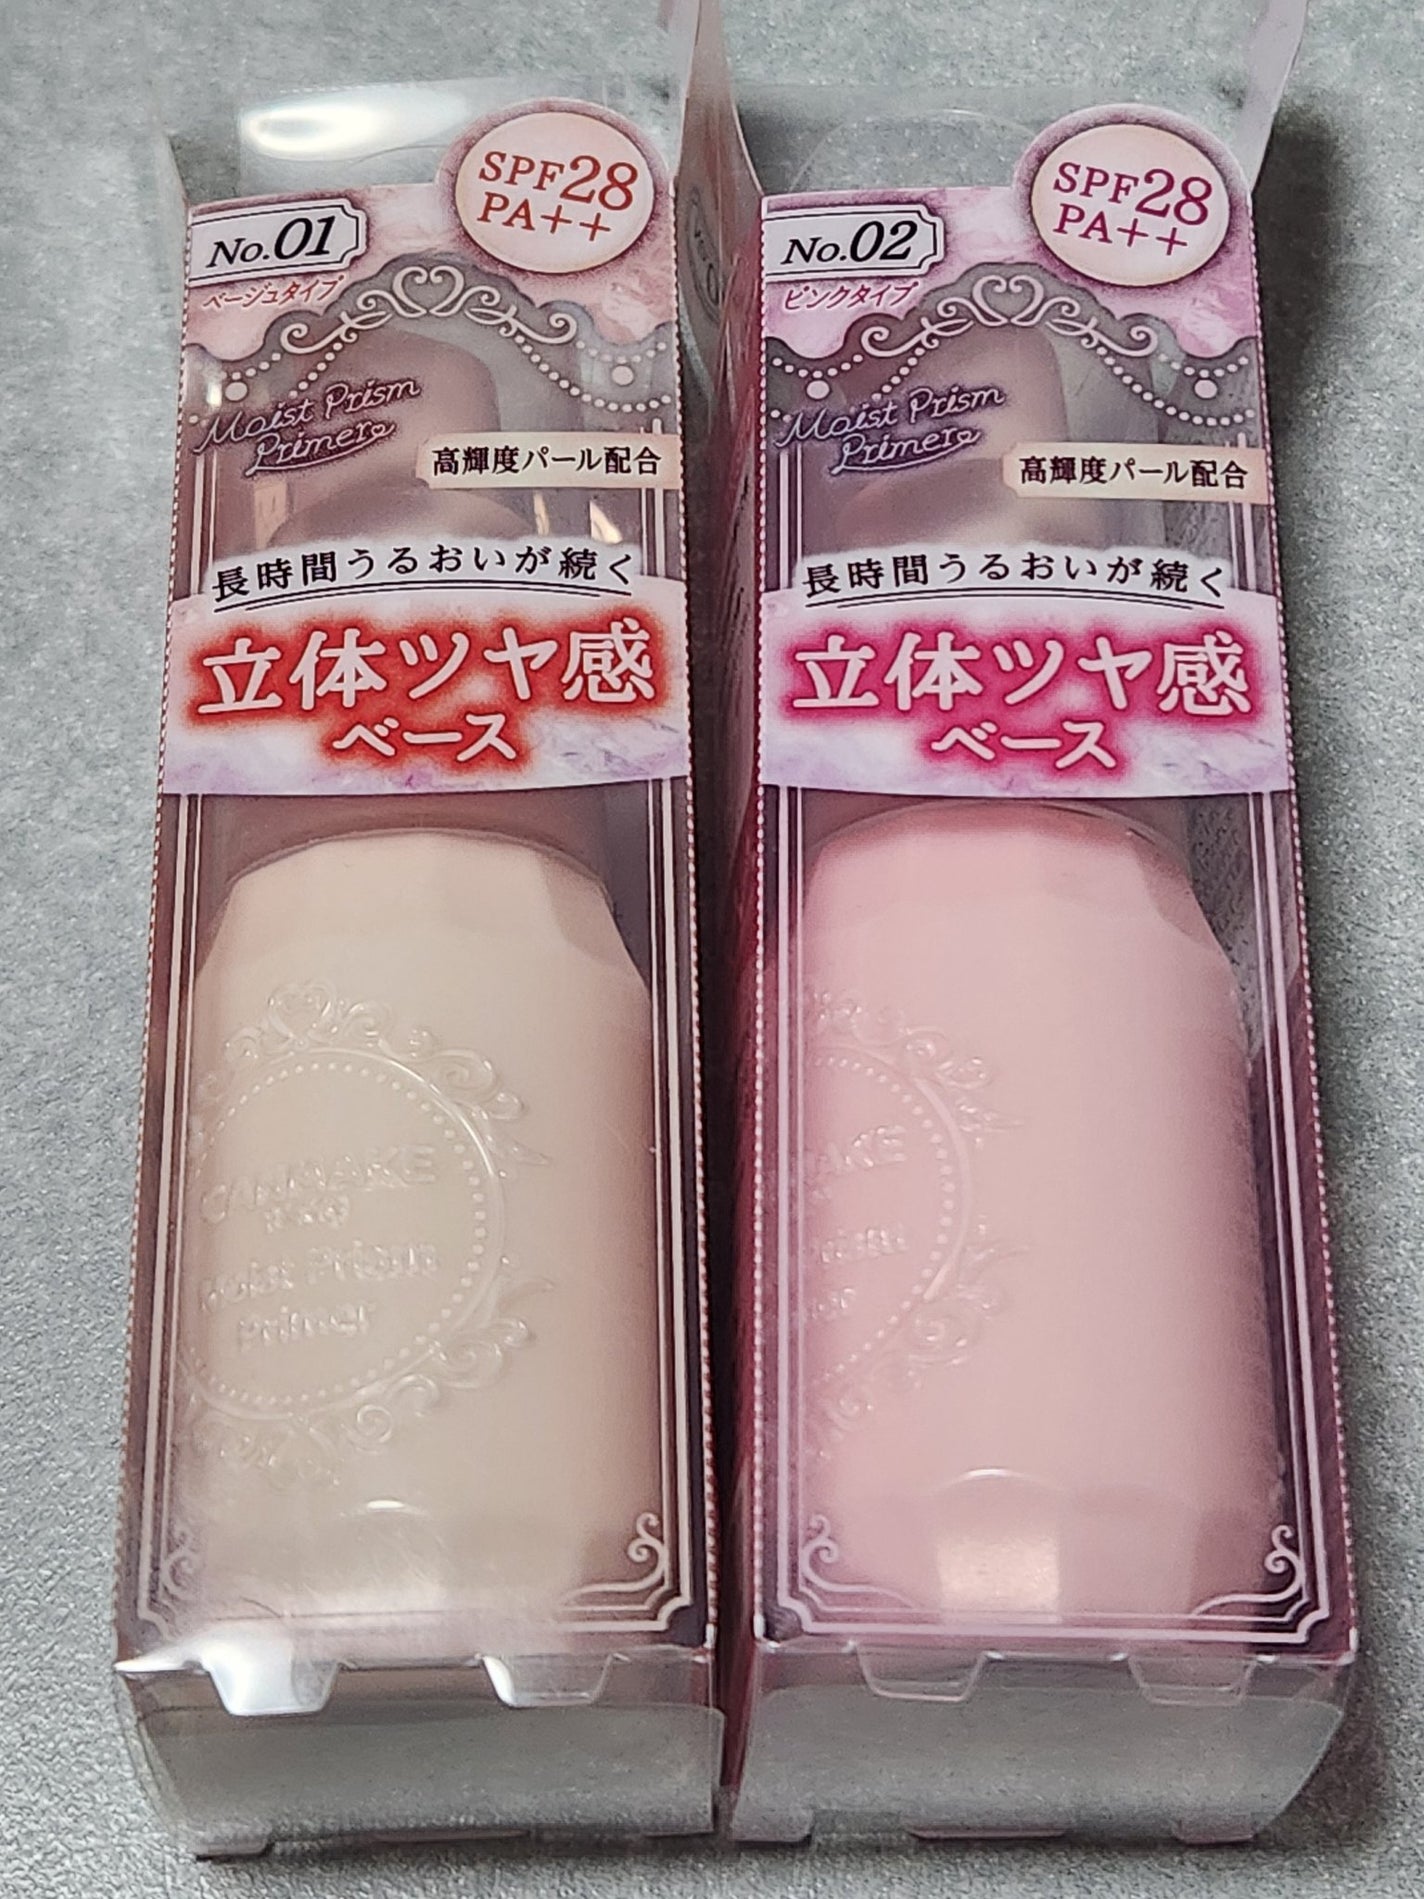 No.01
SPF28
PA++
ベージュタイプ
Moist Prism
Primer
高輝度パール配合
長時間うるおいが続く
立体ツヤ感
ベース
CANMAKE
Moist Prism
Primer
No.02
SPF28
PA++
ピンクタイプ
Moist Prism
Primer
高輝度パール配合
長時間うるおいが続く
立体ツヤ感
ベース